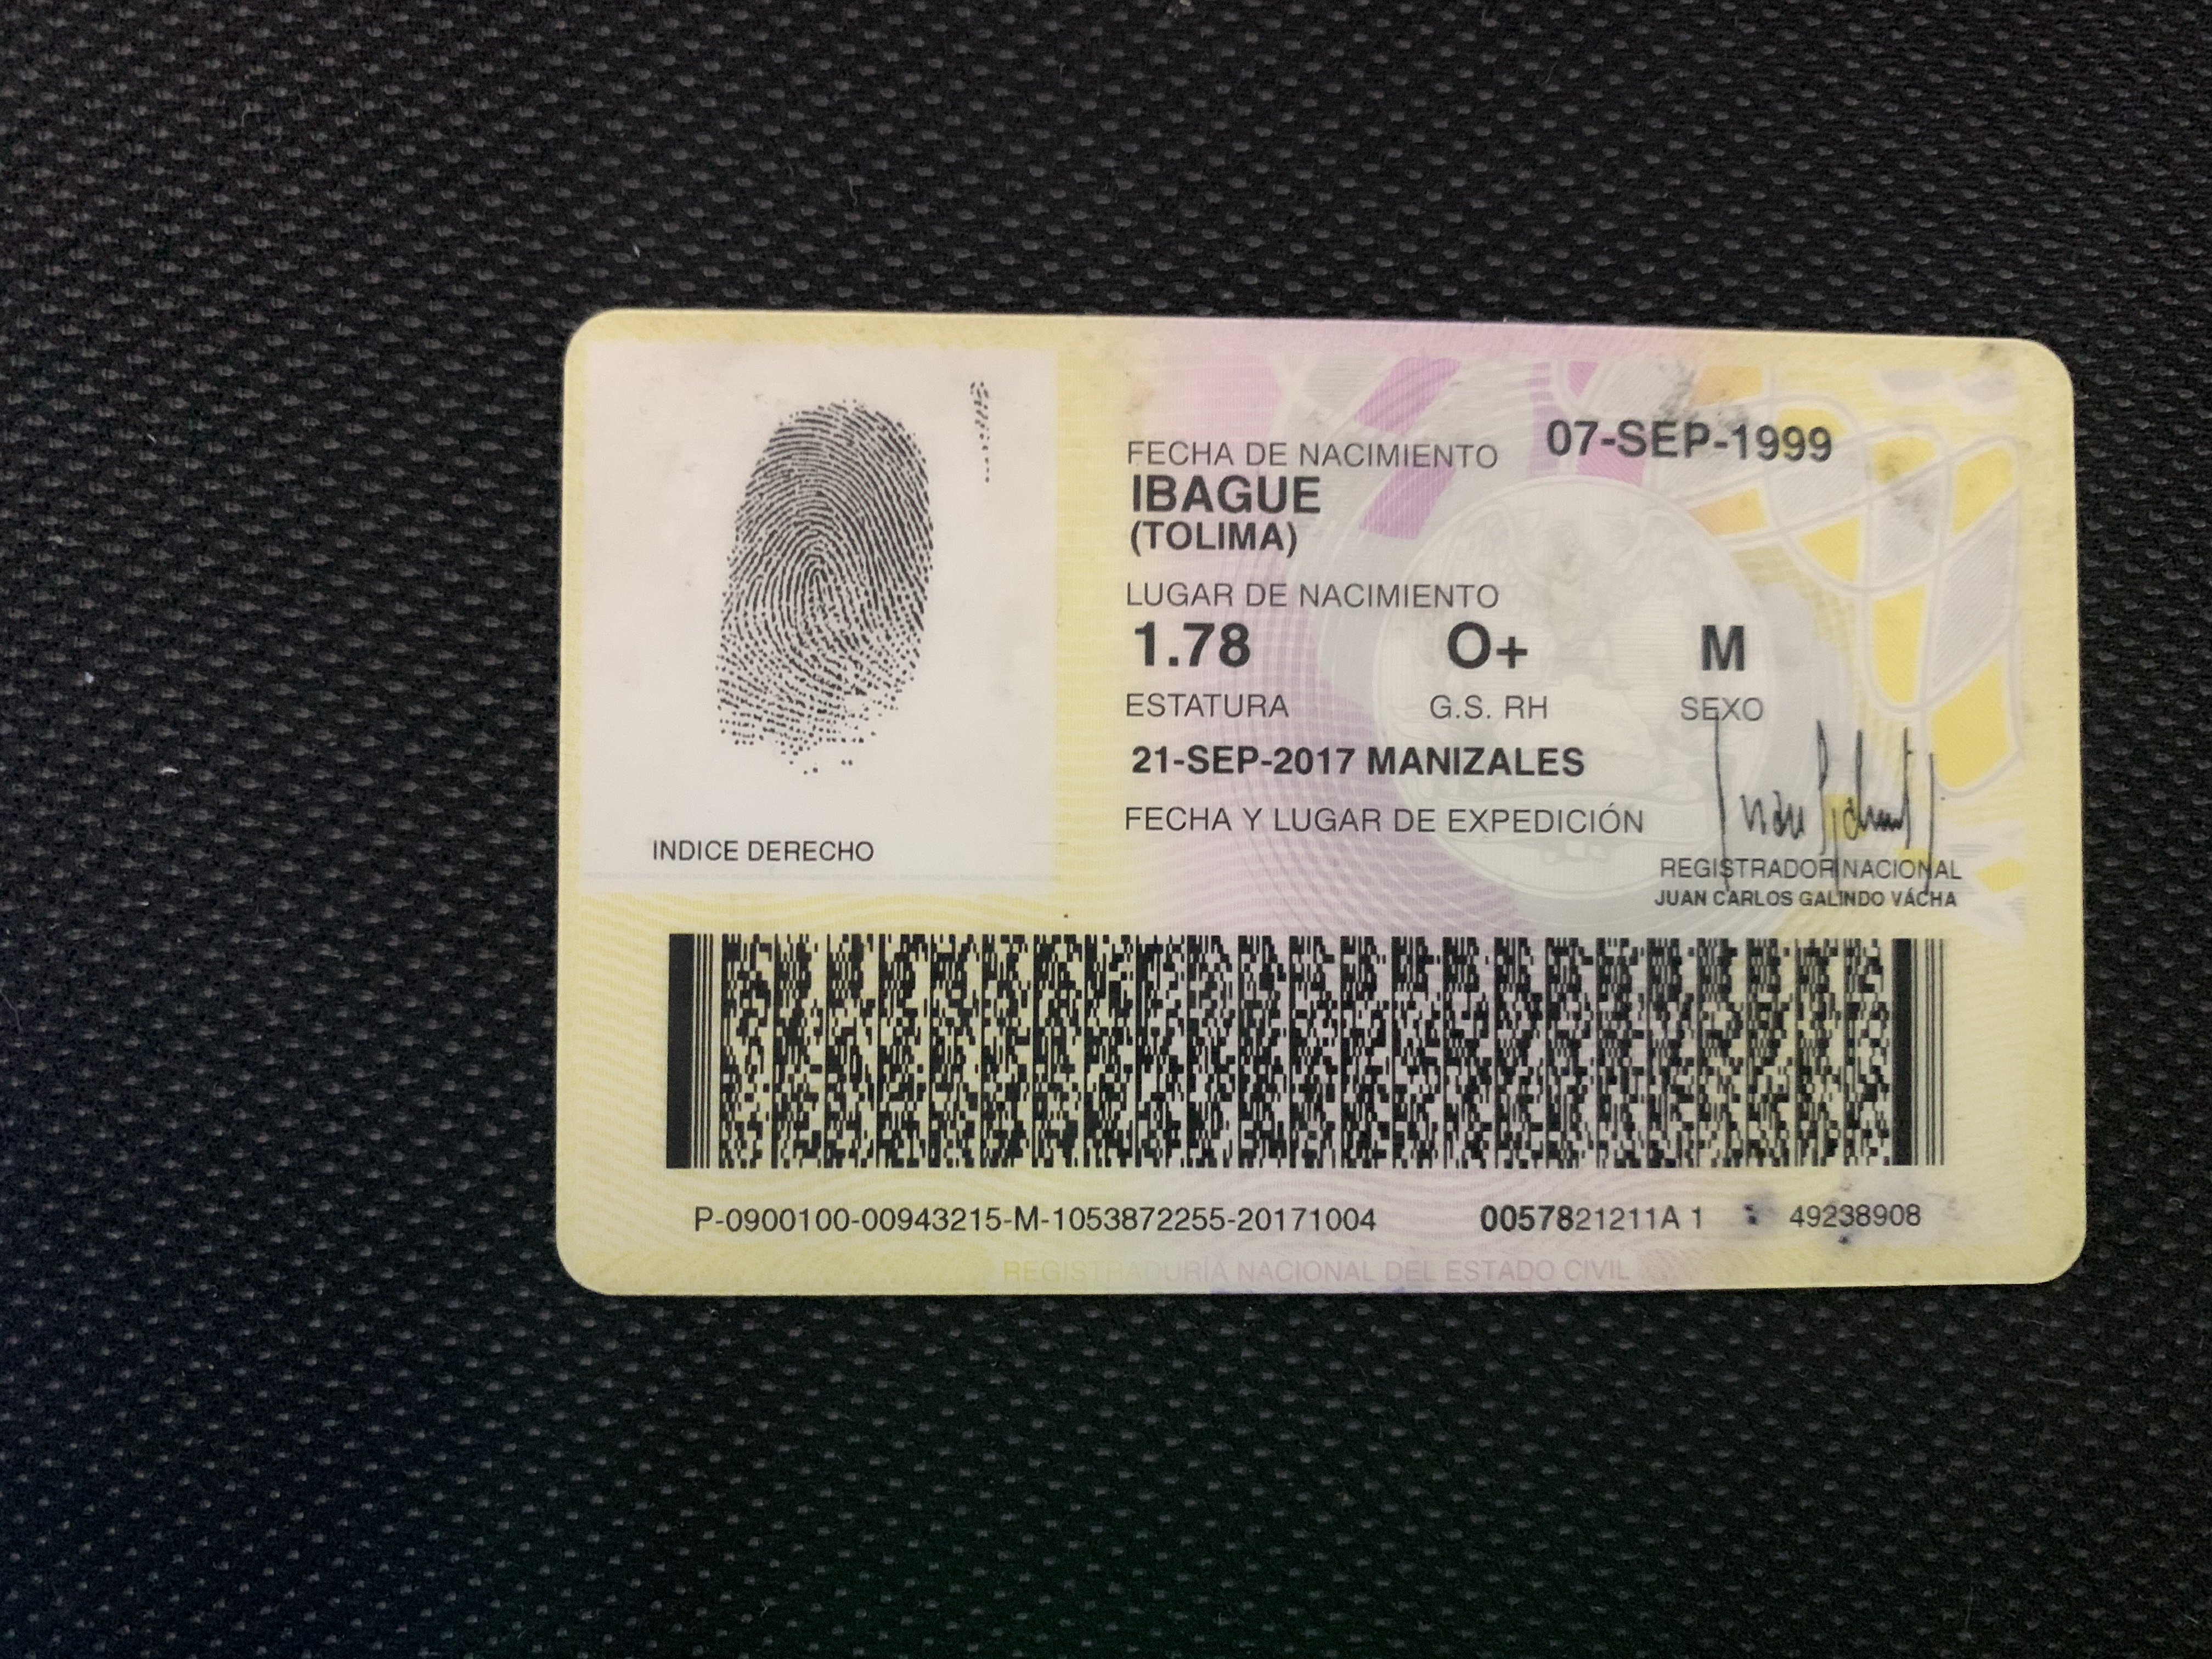 07-SEP-1999
FECHA DE NACIMIENTO
IBAGUE
(TOLIMA)
LUGAR DE NACIMIENTO
1.78 O+ M
ESTATURA G.S. RH SEXO
21-SEP-2017 MANIZALES
FECHA Y LUGAR DE EXPEDICIÓN
INDICE DERECHO
REGISTRADOR NACIONAL
JUAN CARLOS GALINDO VÁCHA
P-0900100-00943215-M-1053872255-20171004 0057821211A 1 49238908
REGISTRADURÍA NACIONAL DEL ESTADO CIVIL